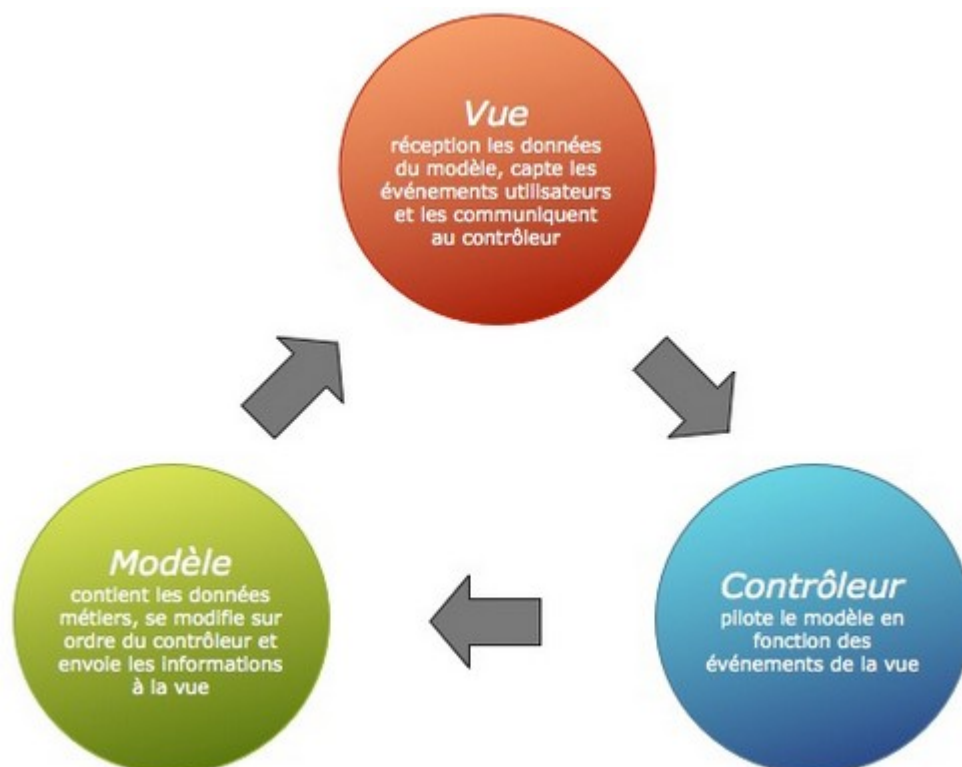 Vue
réception les données
du modèle, capte les
événements utilisateurs
et les communiquent
au contrôleur
Modèle
contient les données
métiers, se modifie sur
ordre du contrôleur et
envoie les informations
à la vue
Contrôleur
pilote le modèle en
fonction des
événements de la vue